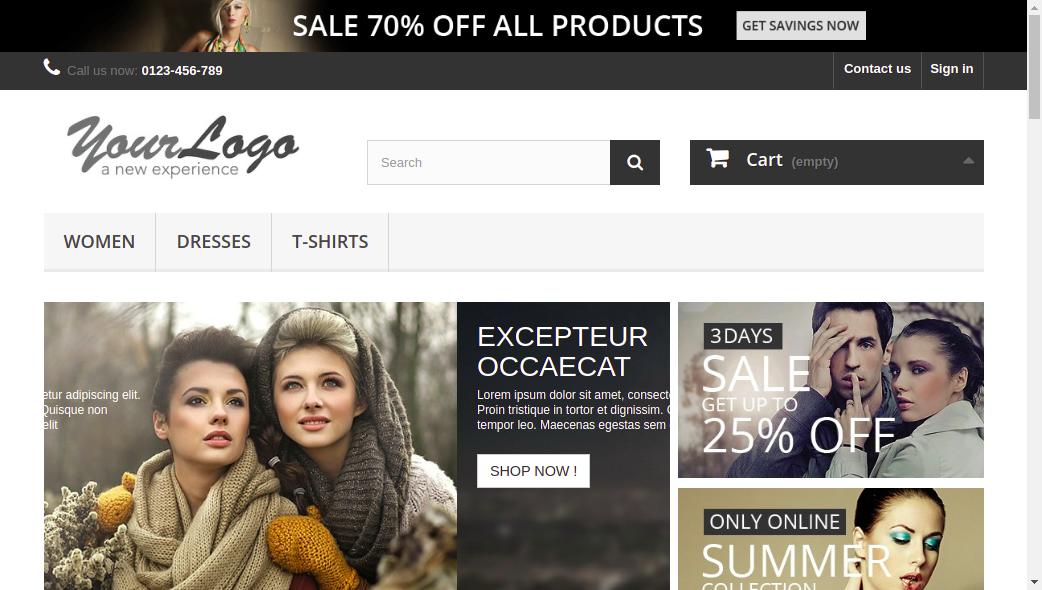 SALE 70% OFF ALL PRODUCTS
GET SAVINGS NOW
Call us now: 0123-456-789
Contact us
Sign in
YourLogo
a new experience
Search
Cart (empty)
WOMEN
DRESSES
T-SHIRTS
adipiscing elit.
Quisque non
elit
EXCEPTEUR
OCCAECAT
Lorem ipsum dolor sit amet,
Proin tristique in tortor et dignissim.
tempor leo. Maecenas egestas sem
SHOP NOW !
3 DAYS
SALE
GET UP TO
25% OFF
ONLY ONLINE
SUMMER
COLLECTION